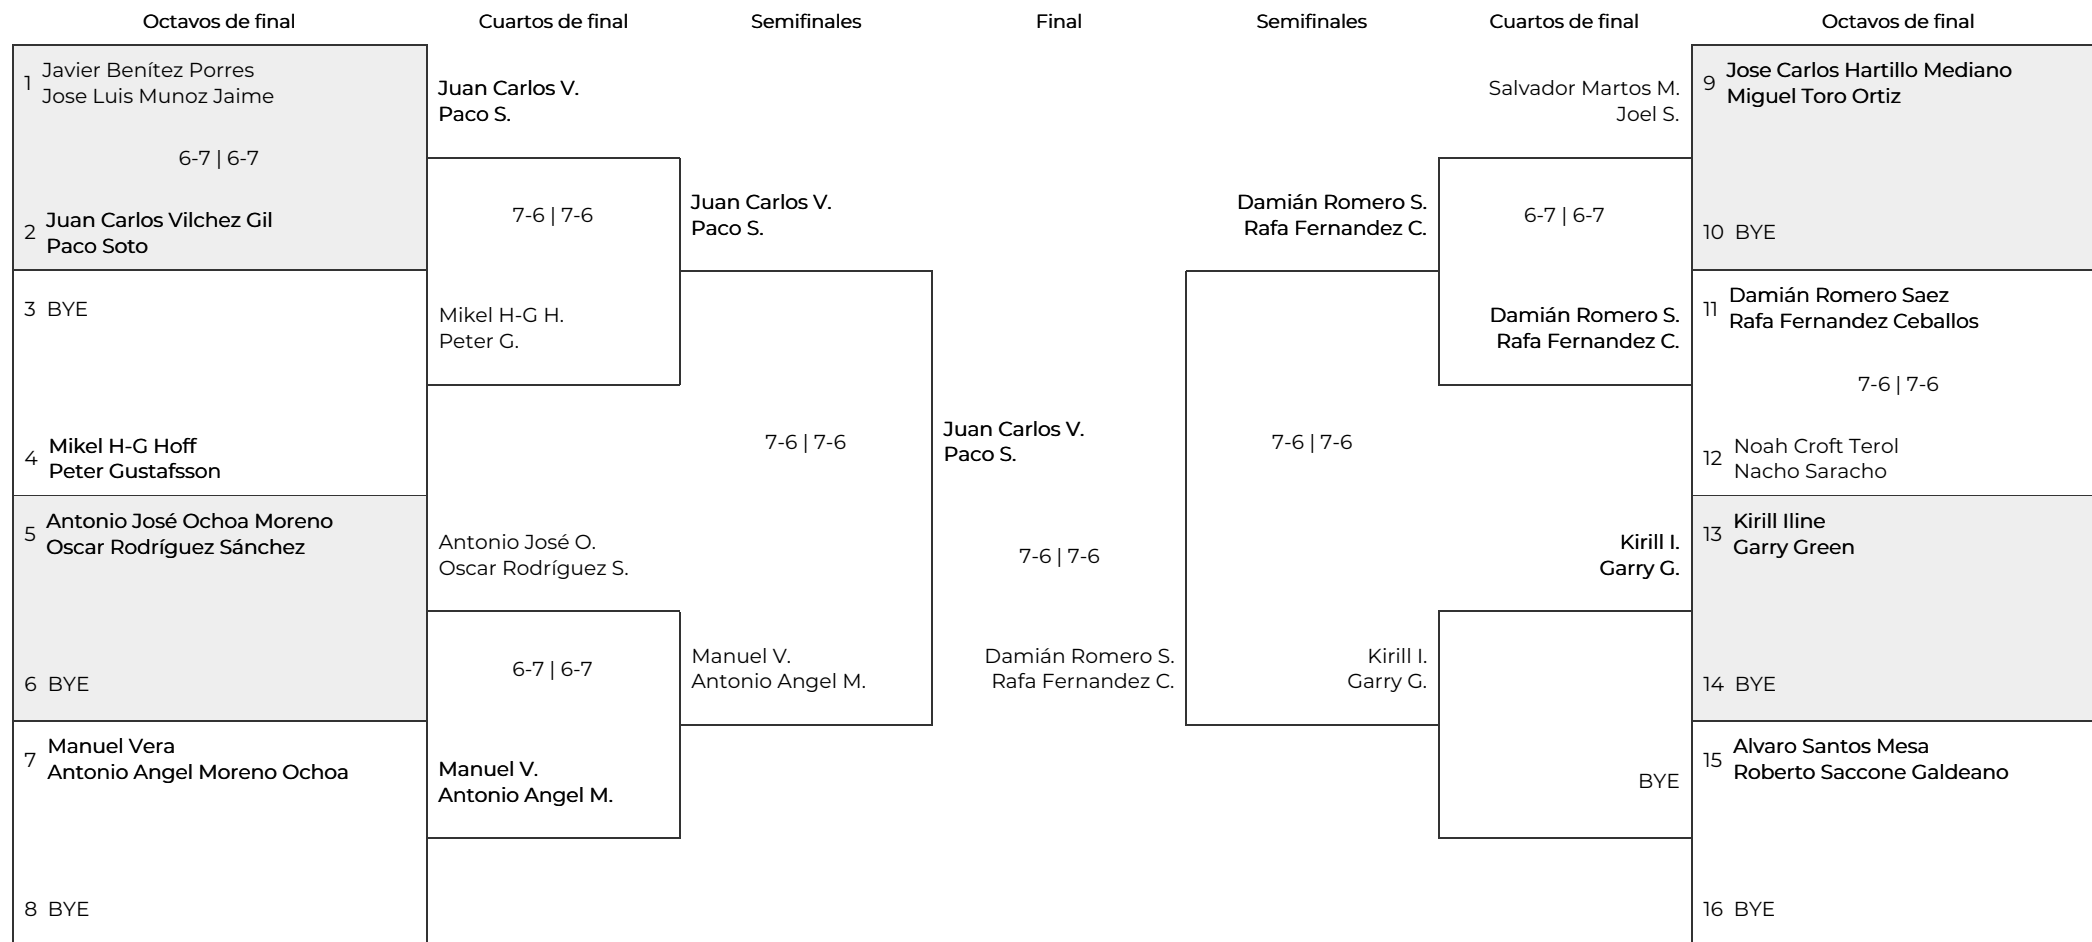 Octavos de final
Cuartos de final
Semifinales
Final
Semifinales
Cuartos de final
Octavos de final
1 Javier Benítez Porres
Jose Luis Munoz Jaime
6-7 | 6-7
2 Juan Carlos Vilchez Gil
Paco Soto
3 BYE
4 Mikel H-G Hoff
Peter Gustafsson
5 Antonio José Ochoa Moreno
Oscar Rodríguez Sánchez
6 BYE
7 Manuel Vera
Antonio Angel Moreno Ochoa
8 BYE
Juan Carlos V.
Paco S.
7-6 | 7-6
Mikel H-G H.
Peter G.
Antonio José O.
Oscar Rodríguez S.
6-7 | 6-7
Manuel V.
Antonio Angel M.
Juan Carlos V.
Paco S.
7-6 | 7-6
Manuel V.
Antonio Angel M.
Juan Carlos V.
Paco S.
7-6 | 7-6
Damián Romero S.
Rafa Fernandez C.
Damián Romero S.
Rafa Fernandez C.
7-6 | 7-6
Kirill I.
Garry G.
Salvador Martos M.
Joel S.
6-7 | 6-7
Damián Romero S.
Rafa Fernandez C.
Kirill I.
Garry G.
BYE
9 Jose Carlos Hartillo Mediano
Miguel Toro Ortiz
10 BYE
11 Damián Romero Saez
Rafa Fernandez Ceballos
7-6 | 7-6
12 Noah Croft Terol
Nacho Saracho
13 Kirill Iline
Garry Green
14 BYE
15 Alvaro Santos Mesa
Roberto Saccone Galdeano
16 BYE